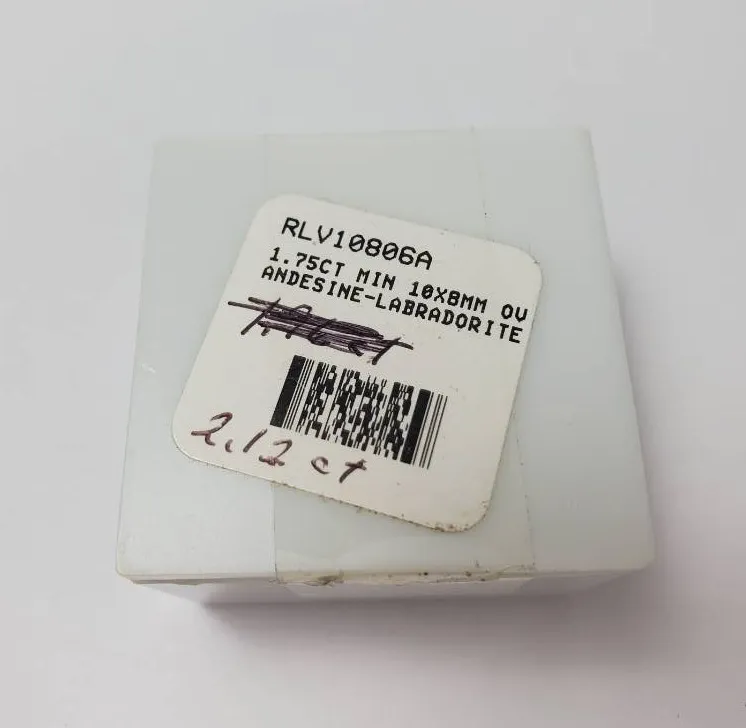 RLV10806A
1.75CT MIN 10X8MM OV
ANDESINE-LABRADORITE
2.12 ct